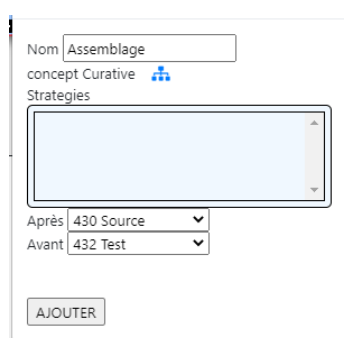 Nom Assemblage
concept Curative
Strategies
Après 430 Source
Avant 432 Test
AJOUTER